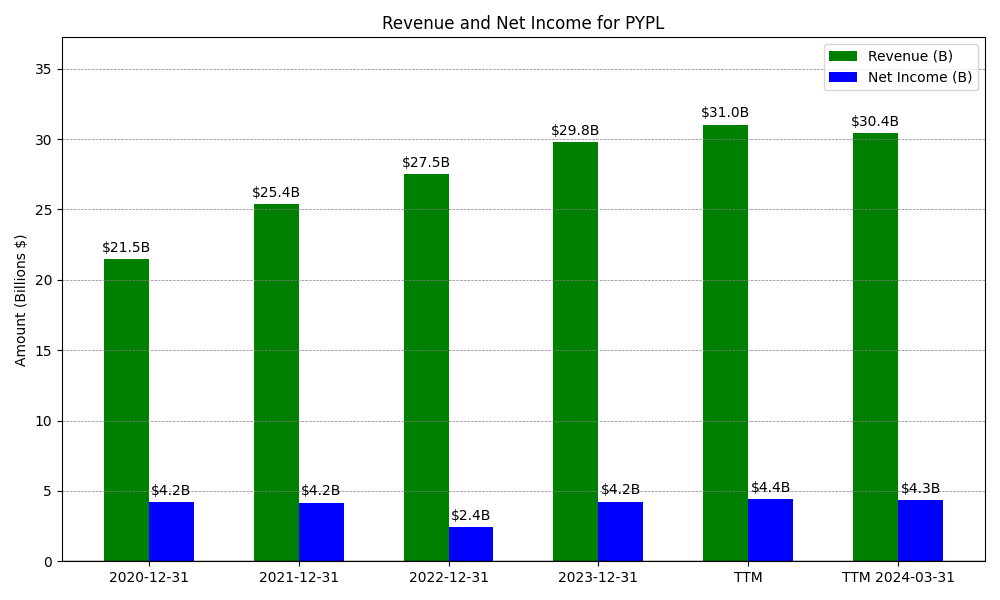 Revenue and Net Income for PYPL
Revenue (B)
Net Income (B)
Amount (Billions $)
35
30
25
20
15
10
5
0
$21.5B
$4.2B
$25.4B
$4.2B
$27.5B
$2.4B
$29.8B
$4.2B
$31.0B
$4.4B
$30.4B
$4.3B
2020-12-31
2021-12-31
2022-12-31
2023-12-31
TTM
TTM 2024-03-31